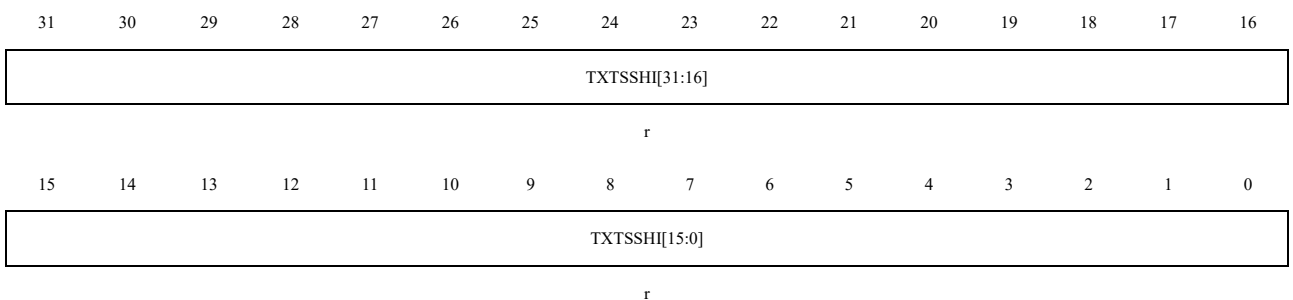 31 30 29 28 27 26 25 24 23 22 21 20 19 18 17 16
TXTSSHI[31:16]
r
15 14 13 12 11 10 9 8 7 6 5 4 3 2 1 0
TXTSSHI[15:0]
r